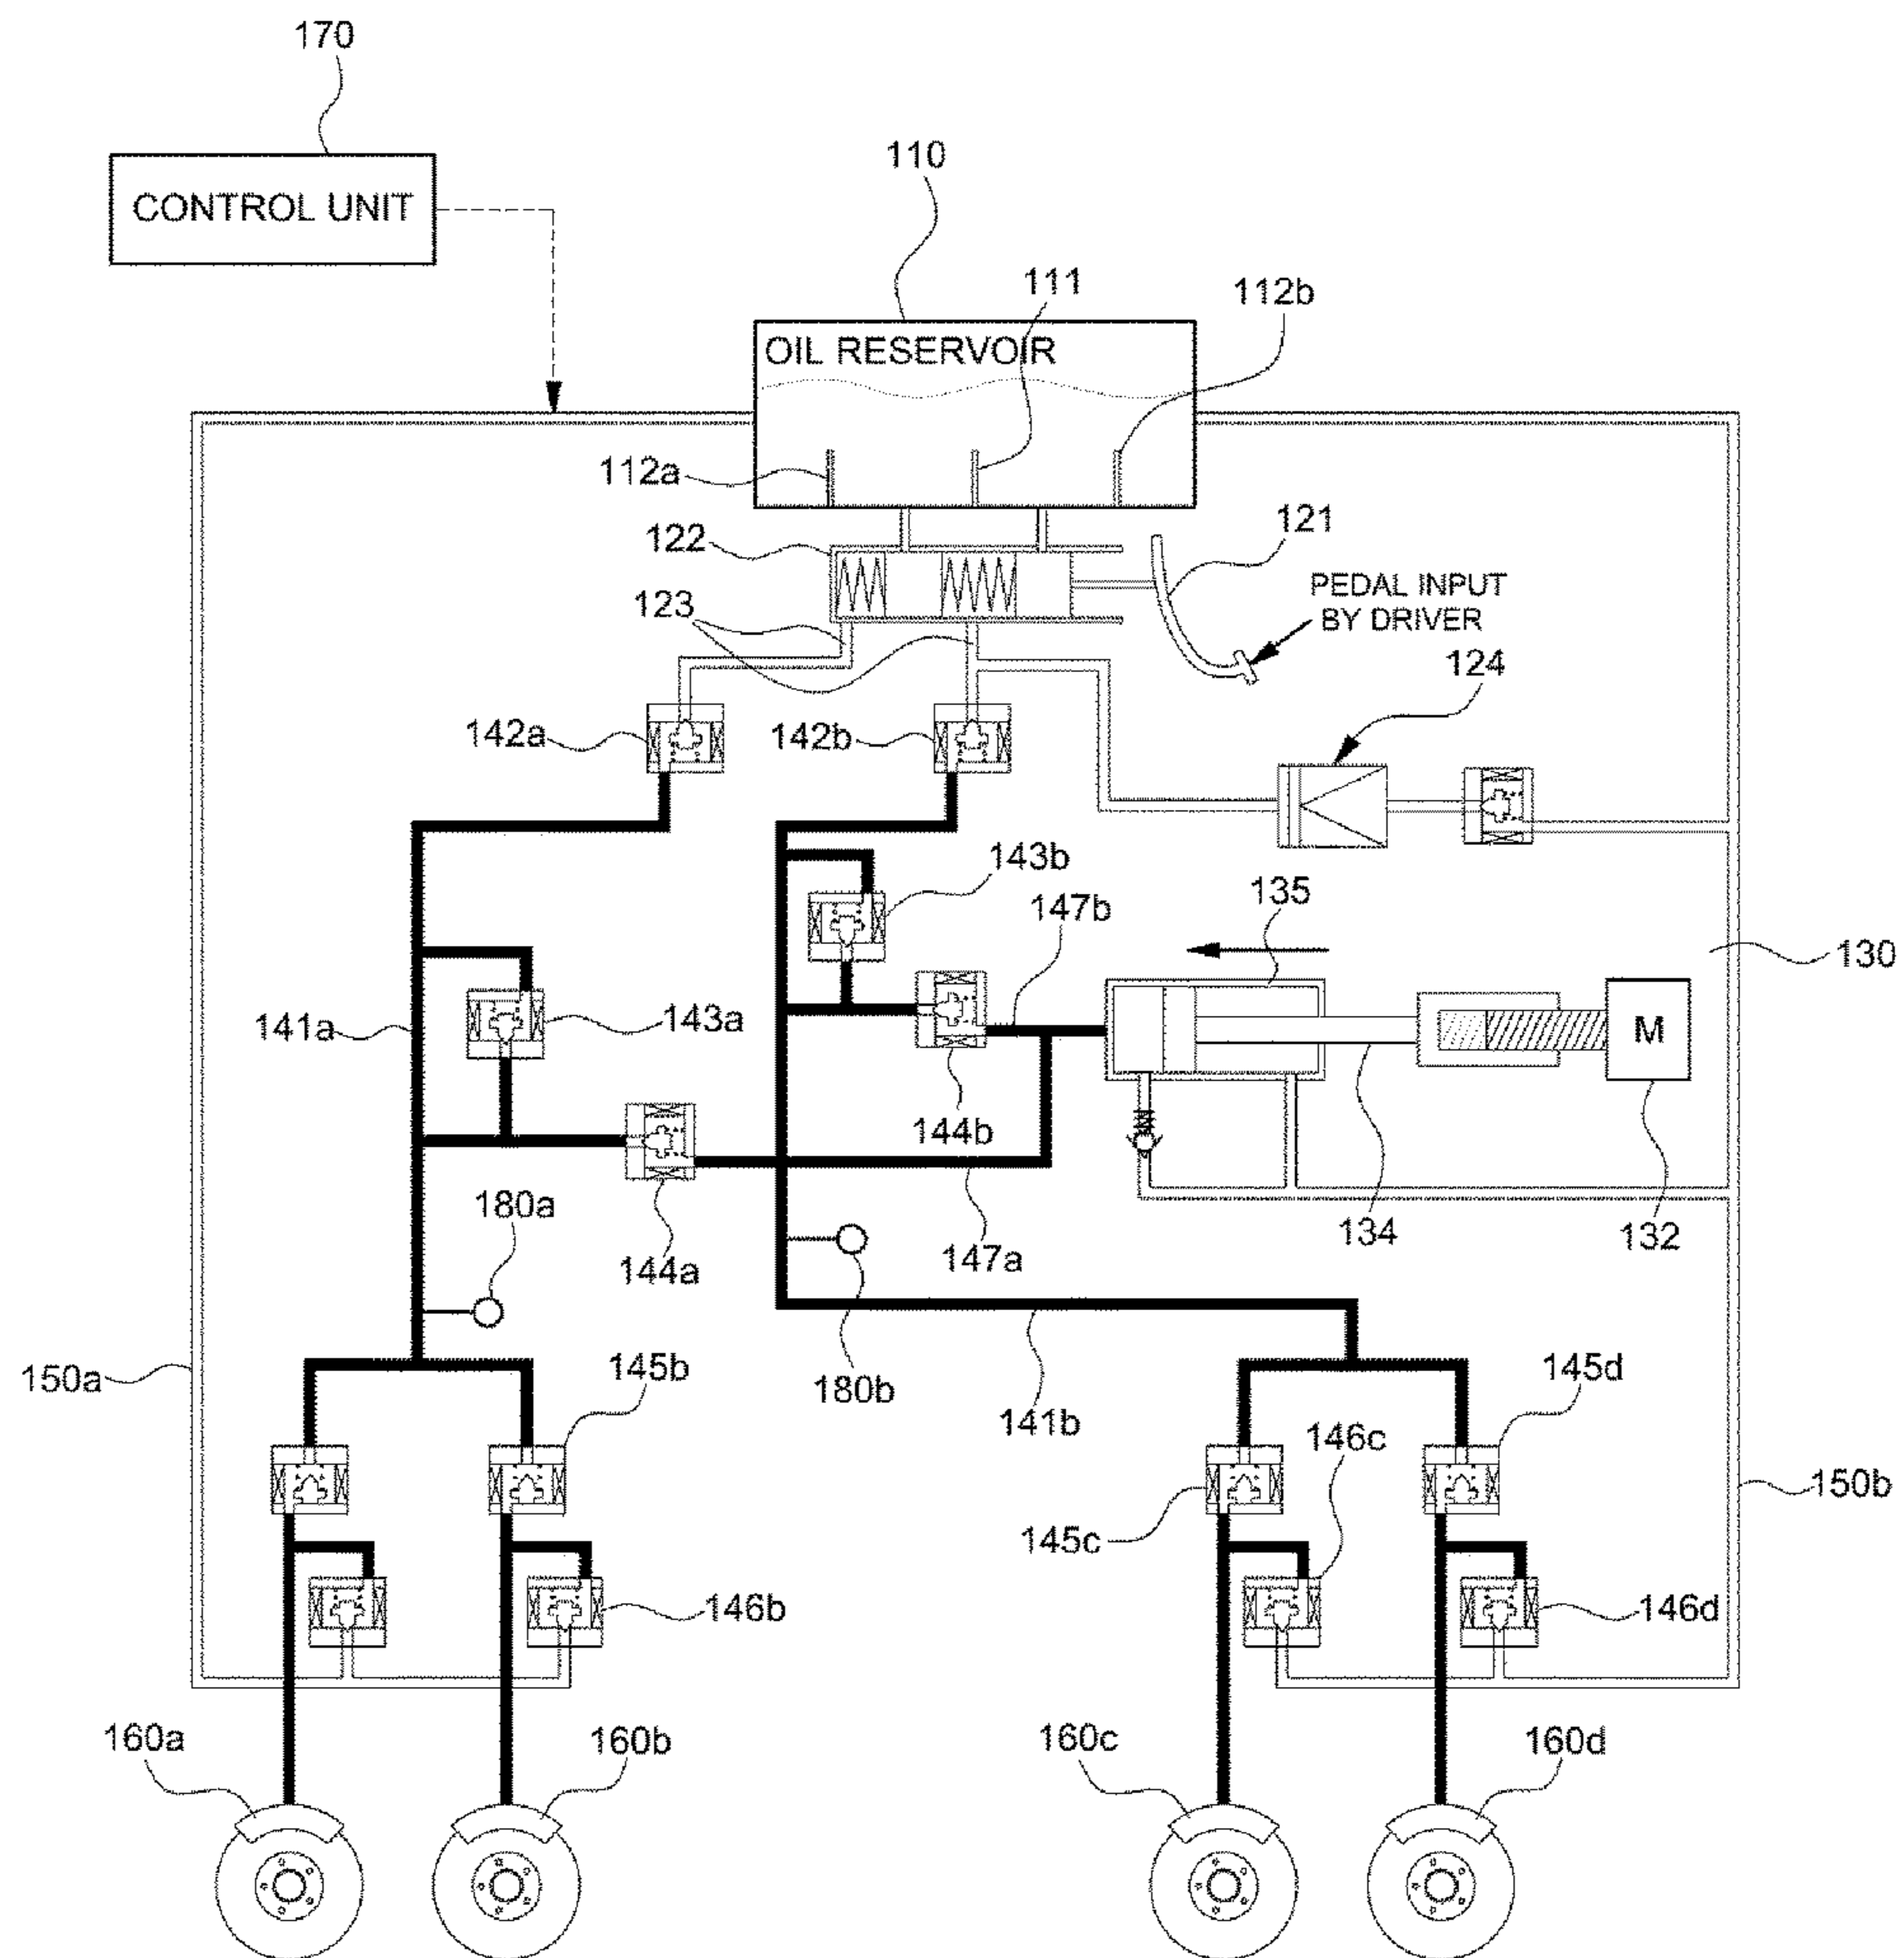 170
CONTROL UNIT
110
111
112b
OIL RESERVOIR
112a
122
121
PEDAL INPUT
BY DRIVER
123
124
142a
142b
143b
147b
135
130
141a
143a
M
144b
180a
134
132
144a
147a
150a
145b
180b
141b
145d
146c
150b
145c
146b
146d
160a
160b
160c
160d